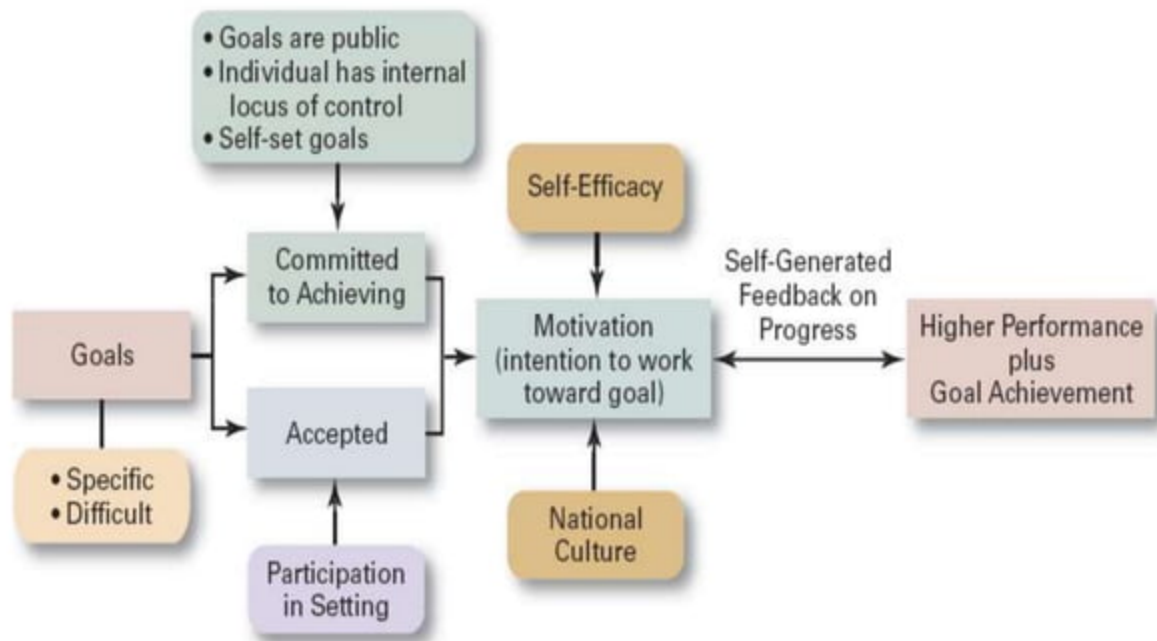 • Goals are public
• Individual has internal
locus of control
• Self-set goals
Self-Efficacy
Committed
to Achieving
Self-Generated
Feedback on
Progress
Goals
Motivation
(intention to work
toward goal)
Higher Performance
plus
Goal Achievement
Accepted
• Specific
• Difficult
National
Culture
Participation
in Setting